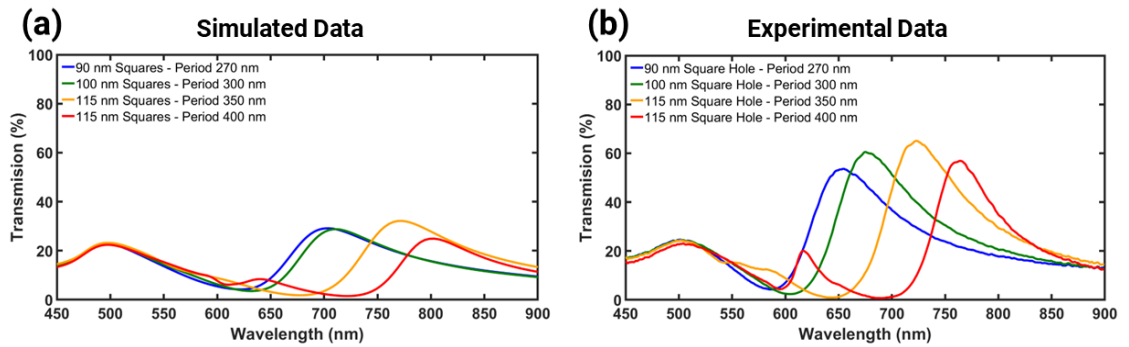 (a)
Simulated Data
100
80
60
40
20
0
Transmision (%)
90 nm Squares - Period 270 nm
100 nm Squares - Period 300 nm
115 nm Squares - Period 350 nm
115 nm Squares - Period 400 nm
450 500 550 600 650 700 750 800 850 900
Wavelength (nm)
(b)
Experimental Data
100
80
60
40
20
0
Transmision (%)
90 nm Square Hole - Period 270 nm
100 nm Square Hole - Period 300 nm
115 nm Square Hole - Period 350 nm
115 nm Square Hole - Period 400 nm
450 500 550 600 650 700 750 800 850 900
Wavelength (nm)